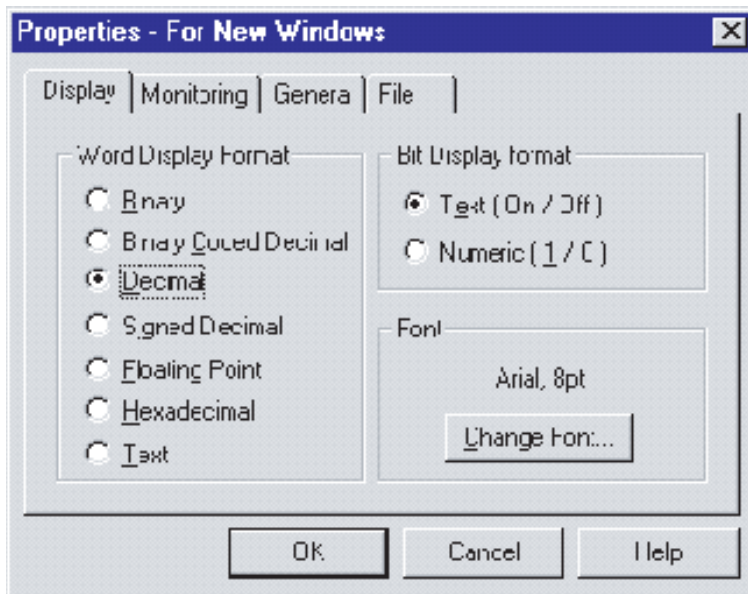 Properties - For New Windows
Display Monitoring General File
Word Display Format
Binary
Binary Coded Decimal
Decimal
Signed Decimal
Floating Point
Hexadecimal
Text
Bit Display format
Text ( On / Off )
Numeric ( 1 / 0 )
Font
Arial, 8pt
Change Font...
OK Cancel Help